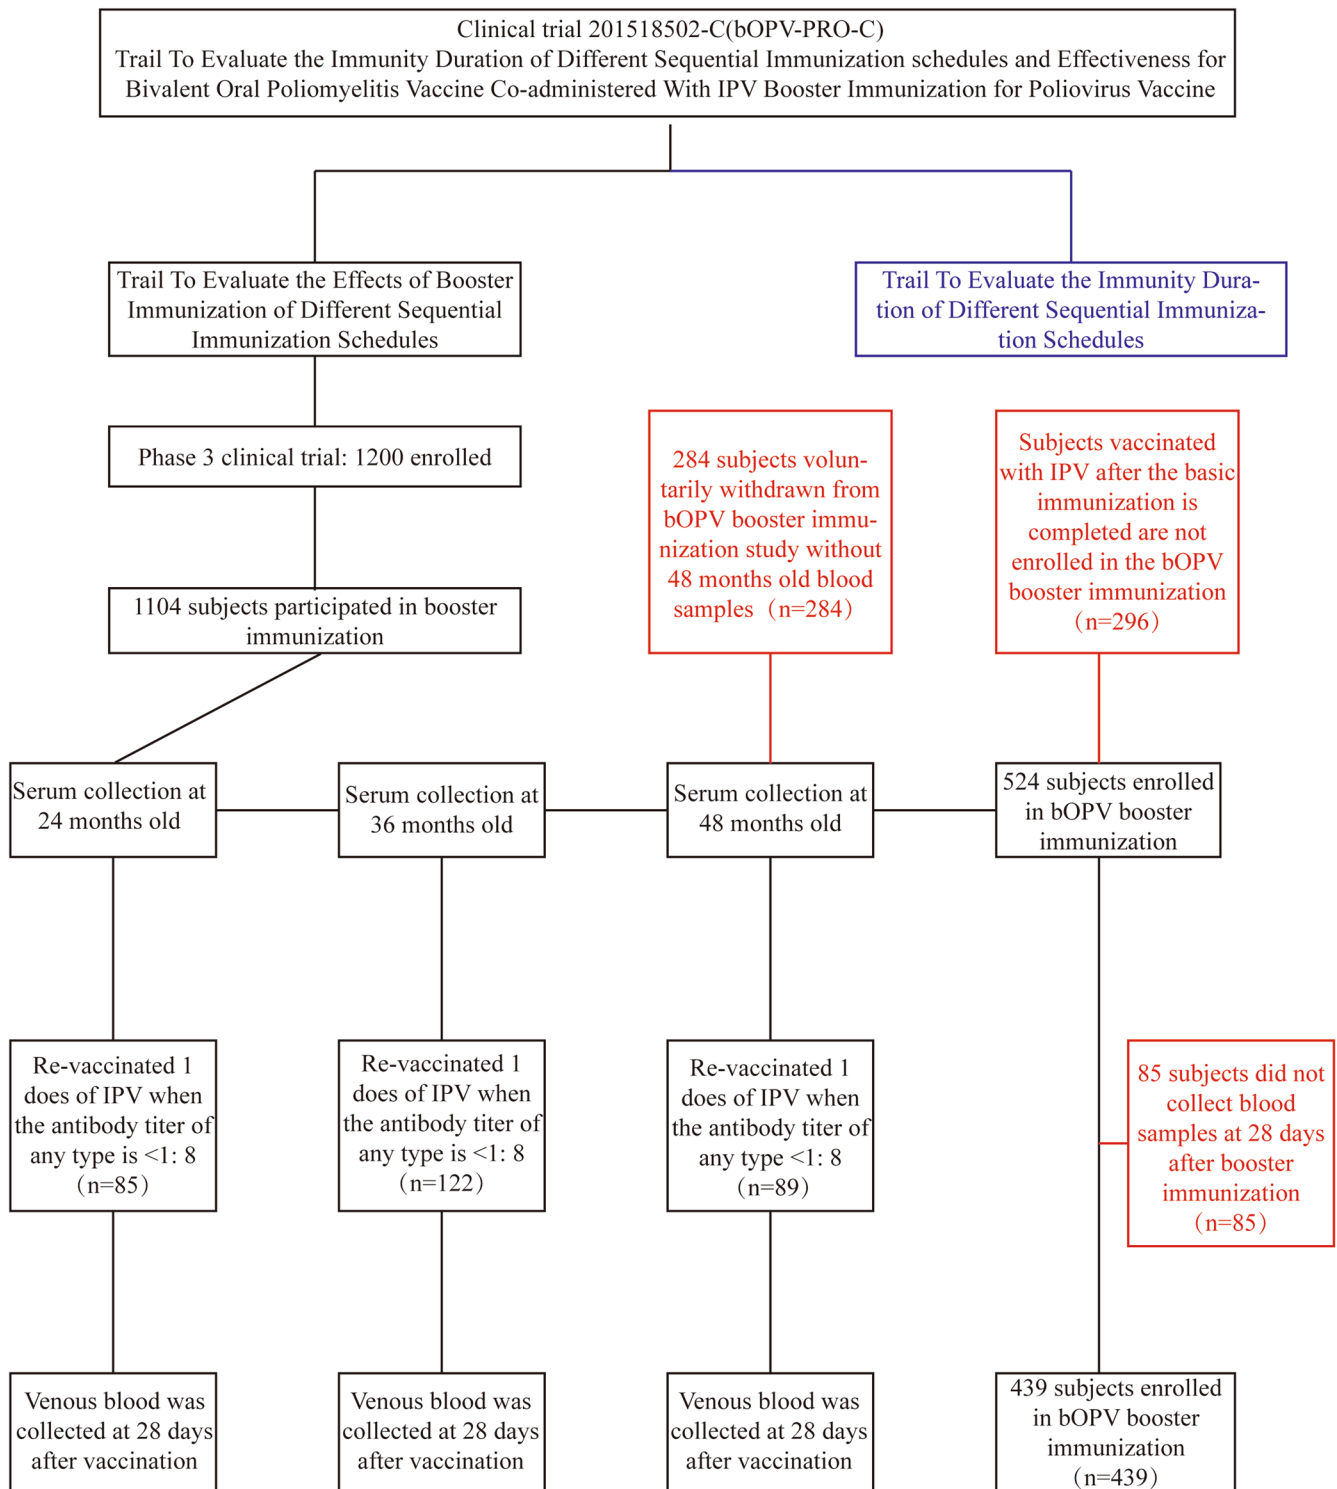 Clinical trial 201518502-C(bOPV-PRO-C)
Trail To Evaluate the Immunity Duration of Different Sequential Immunization schedules and Effectiveness for
Bivalent Oral Poliomyelitis Vaccine Co-administered With IPV Booster Immunization for Poliovirus Vaccine
Trail To Evaluate the Effects of Booster
Immunization of Different Sequential
Immunization Schedules
Trail To Evaluate the Immunity Dura-
tion of Different Sequential Immuniza-
tion Schedules
Phase 3 clinical trial: 1200 enrolled
1104 subjects participated in booster
immunization
284 subjects volun-
tarily withdrawn from
bOPV booster immu-
nization study without
48 months old blood
samples（n=284）
Subjects vaccinated
with IPV after the basic
immunization is
completed are not
enrolled in the bOPV
booster immunization
（n=296）
Serum collection at
24 months old
Serum collection at
36 months old
Serum collection at
48 months old
524 subjects enrolled
in bOPV booster
immunization
Re-vaccinated 1
does of IPV when
the antibody titer of
any type is <1: 8
（n=85）
Re-vaccinated 1
does of IPV when
the antibody titer of
any type is <1: 8
（n=122）
Re-vaccinated 1
does of IPV when
the antibody titer of
any type <1: 8
（n=89）
85 subjects did not
collect blood
samples at 28 days
after booster
immunization
（n=85）
Venous blood was
collected at 28 days
after vaccination
Venous blood was
collected at 28 days
after vaccination
Venous blood was
collected at 28 days
after vaccination
439 subjects enrolled
in bOPV booster
immunization
（n=439）